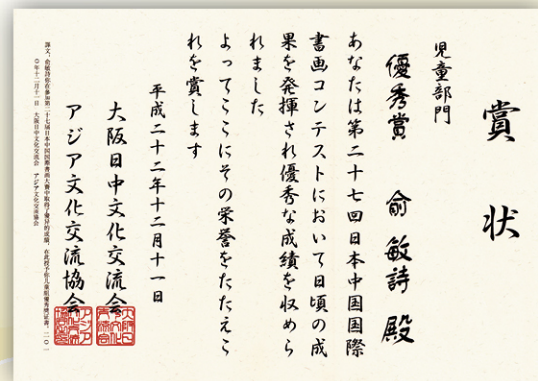 賞状
児童部門
優秀賞 俞敏詩殿
あなたは第二十七回日本中国国際
書画コンテストにおいて日頃の成
果を発揮され優秀な成績を収めら
れました
よってここにその栄誉をたたえこ
れを賞します
平成二十二年十二月十一日
大阪日中文化交流会
アジア文化交流協会